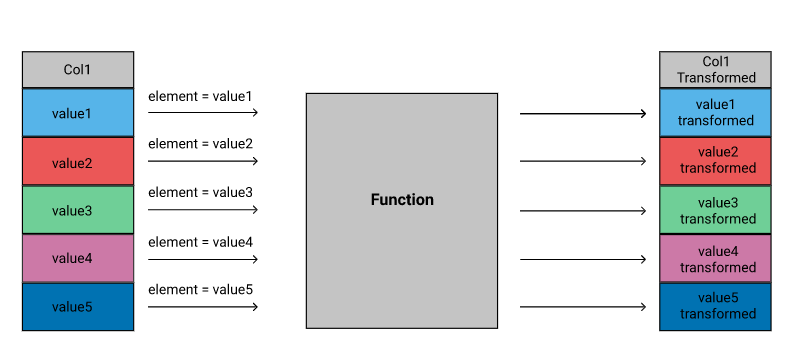 Col1
value1
value2
value3
value4
value5
element = value1
element = value2
element = value3
element = value4
element = value5
Function
Col1
Transformed
value1
transformed
value2
transformed
value3
transformed
value4
transformed
value5
transformed